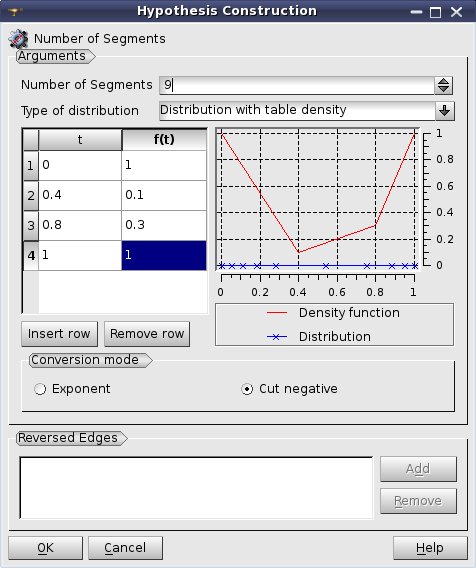 Hypothesis Construction
Number of Segments
Arguments
Number of Segments 9
Type of distribution Distribution with table density
t f(t)
1 0 1
2 0.4 0.1
3 0.8 0.3
4 1 1
1
0.8
0.6
0.4
0.2
0
0 0.2 0.4 0.6 0.8 1
Density function
Distribution
Insert row Remove row
Conversion mode
Exponent Cut negative
Reversed Edges
Add
Remove
OK Cancel Help